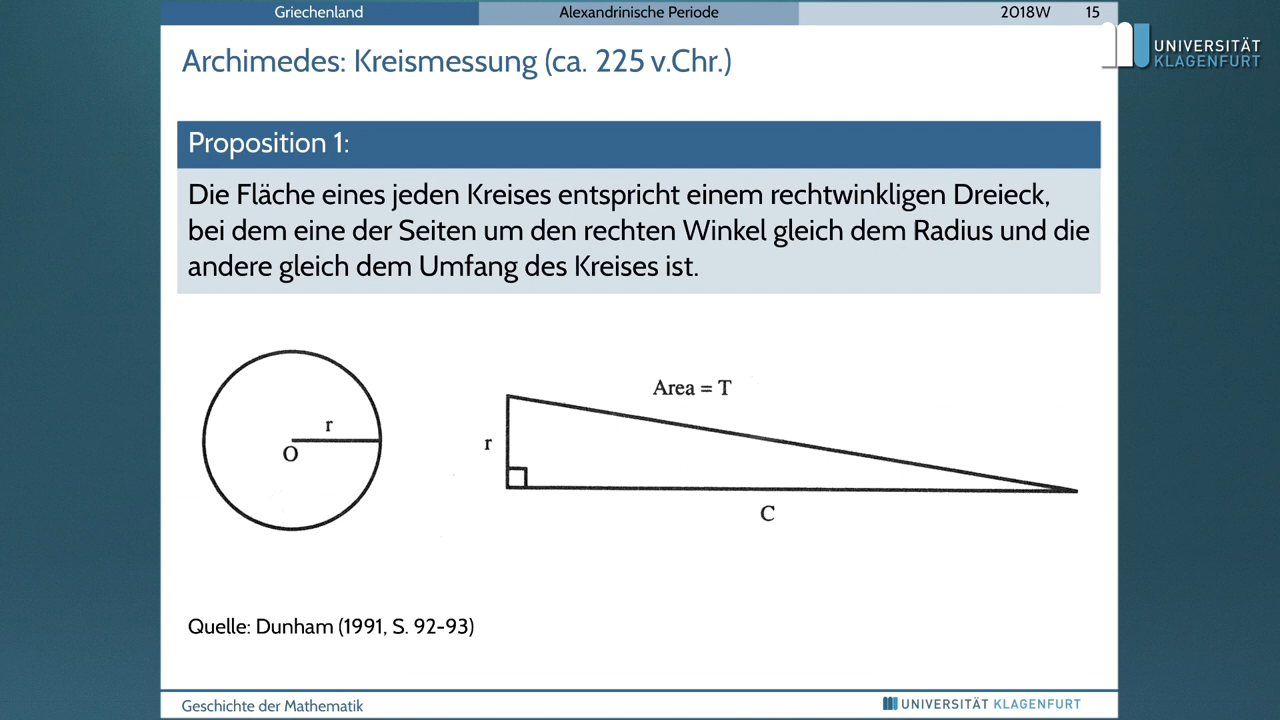 Griechenland
Alexandrinische Periode
2018W
15
UNIVERSITÄT
KLAGENFURT
Archimedes: Kreismessung (ca. 225 v.Chr.)
Proposition 1:
Die Fläche eines jeden Kreises entspricht einem rechtwinkligen Dreieck,
bei dem eine der Seiten um den rechten Winkel gleich dem Radius und die
andere gleich dem Umfang des Kreises ist.
r
O
Area = T
r
C
Quelle: Dunham (1991, S. 92-93)
Geschichte der Mathematik
UNIVERSITÄT KLAGENFURT